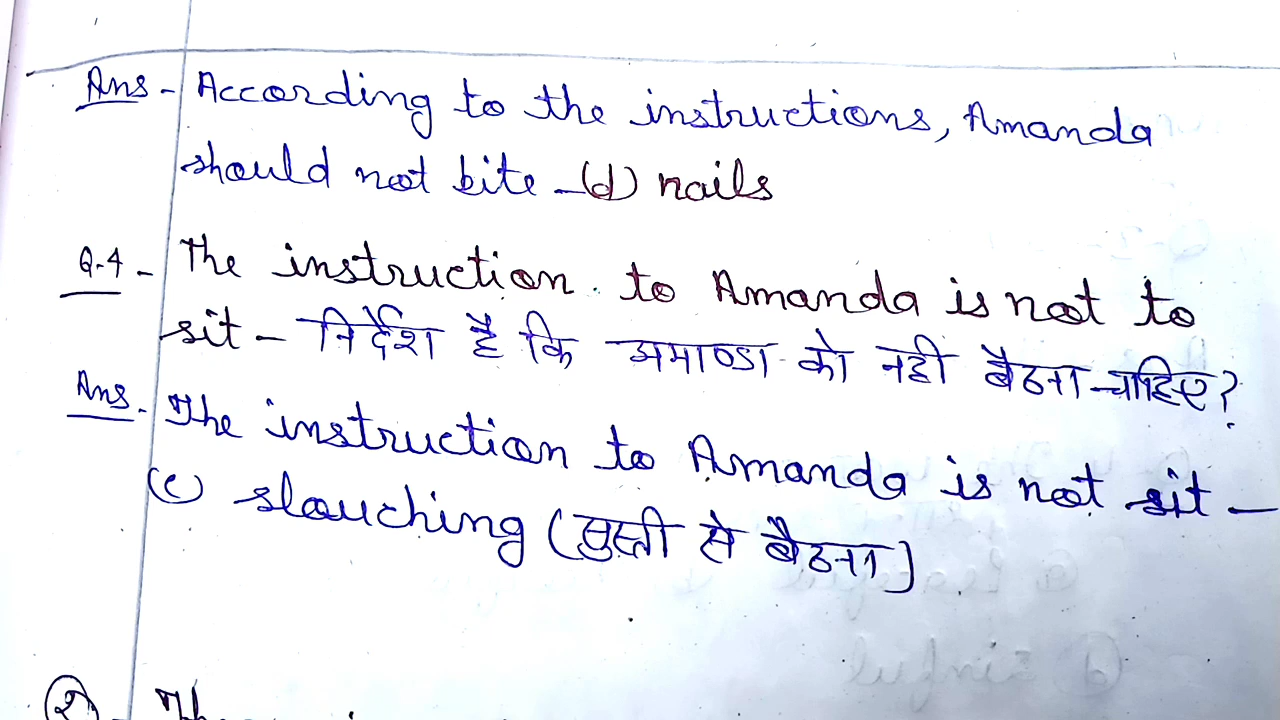 Ans - According to the instructions, Amanda
should not bite - (d) nails
Q.4 - The instruction to Amanda is not to
sit - निर्देश है कि अमाण्डा को नही बैठना चाहिए?
Ans. The instruction to Amanda is not sit -
(c) slouching (सुस्ती से बैठना)